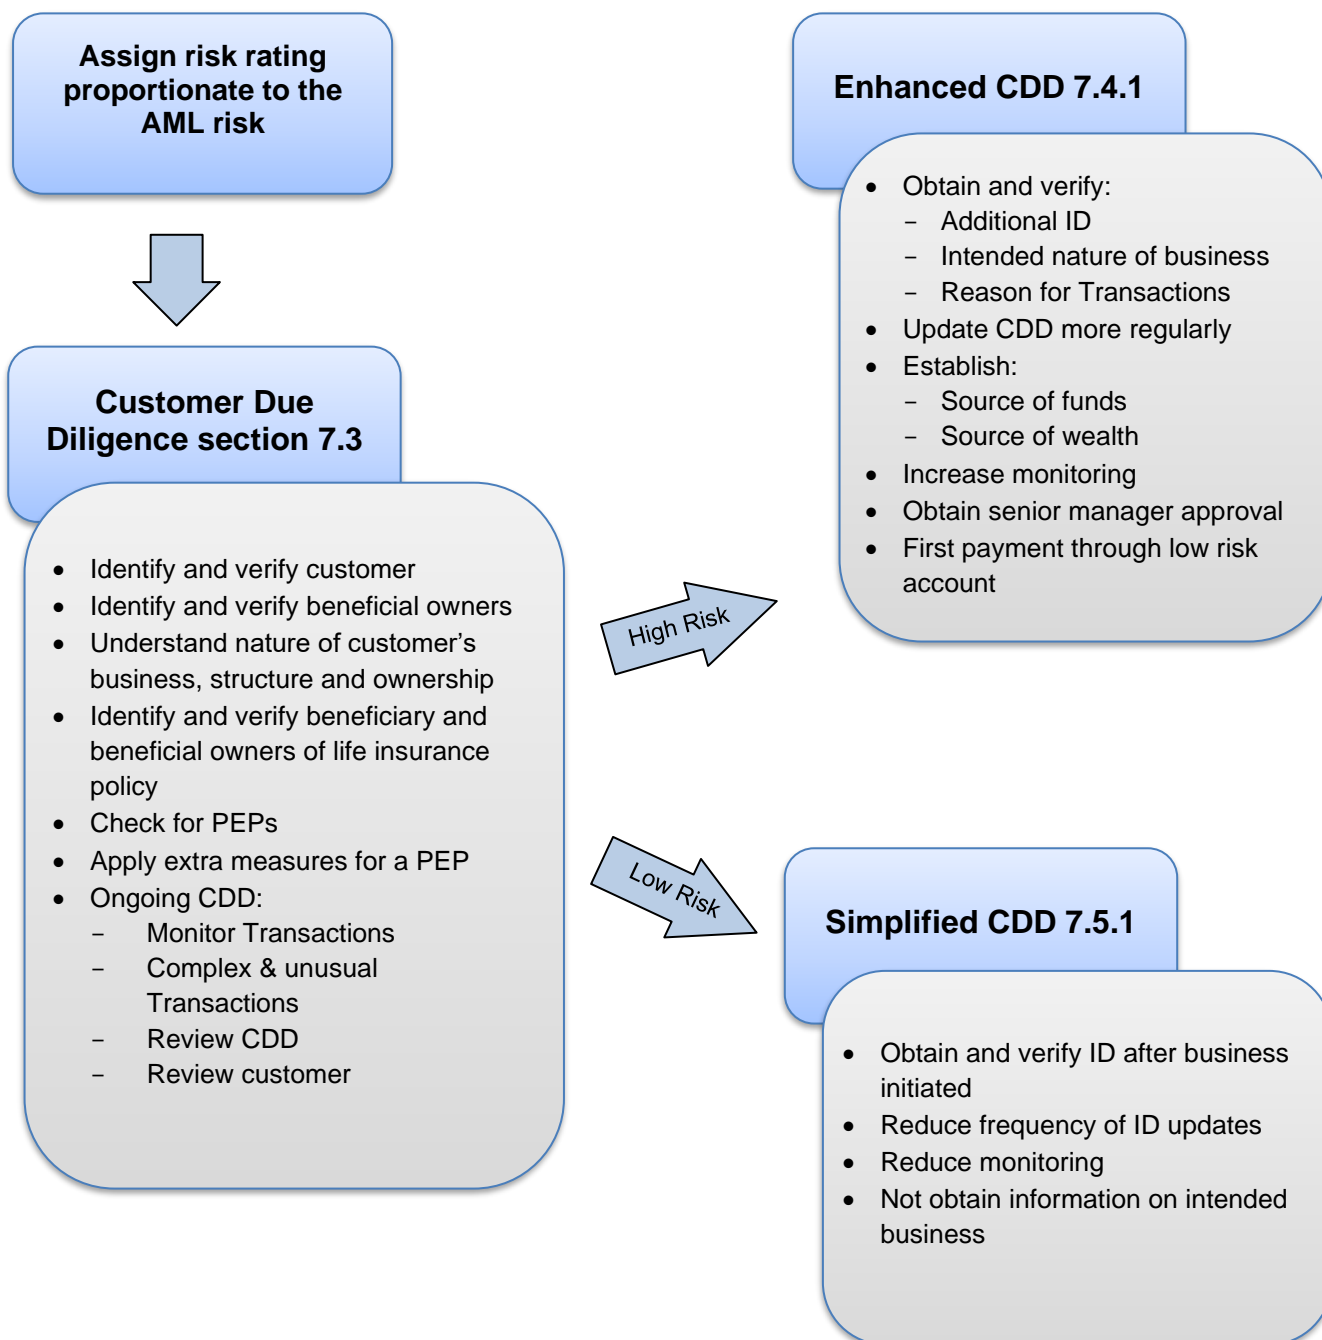 Assign risk rating
proportionate to the
AML risk
Customer Due
Diligence section 7.3
• Identify and verify customer
• Identify and verify beneficial owners
• Understand nature of customer’s
business, structure and ownership
• Identify and verify beneficiary and
beneficial owners of life insurance
policy
• Check for PEPs
• Apply extra measures for a PEP
• Ongoing CDD:
− Monitor Transactions
− Complex & unusual
Transactions
− Review CDD
− Review customer
High Risk
Low Risk
Enhanced CDD 7.4.1
• Obtain and verify:
− Additional ID
− Intended nature of business
− Reason for Transactions
• Update CDD more regularly
• Establish:
− Source of funds
− Source of wealth
• Increase monitoring
• Obtain senior manager approval
• First payment through low risk
account
Simplified CDD 7.5.1
• Obtain and verify ID after business
initiated
• Reduce frequency of ID updates
• Reduce monitoring
• Not obtain information on intended
business